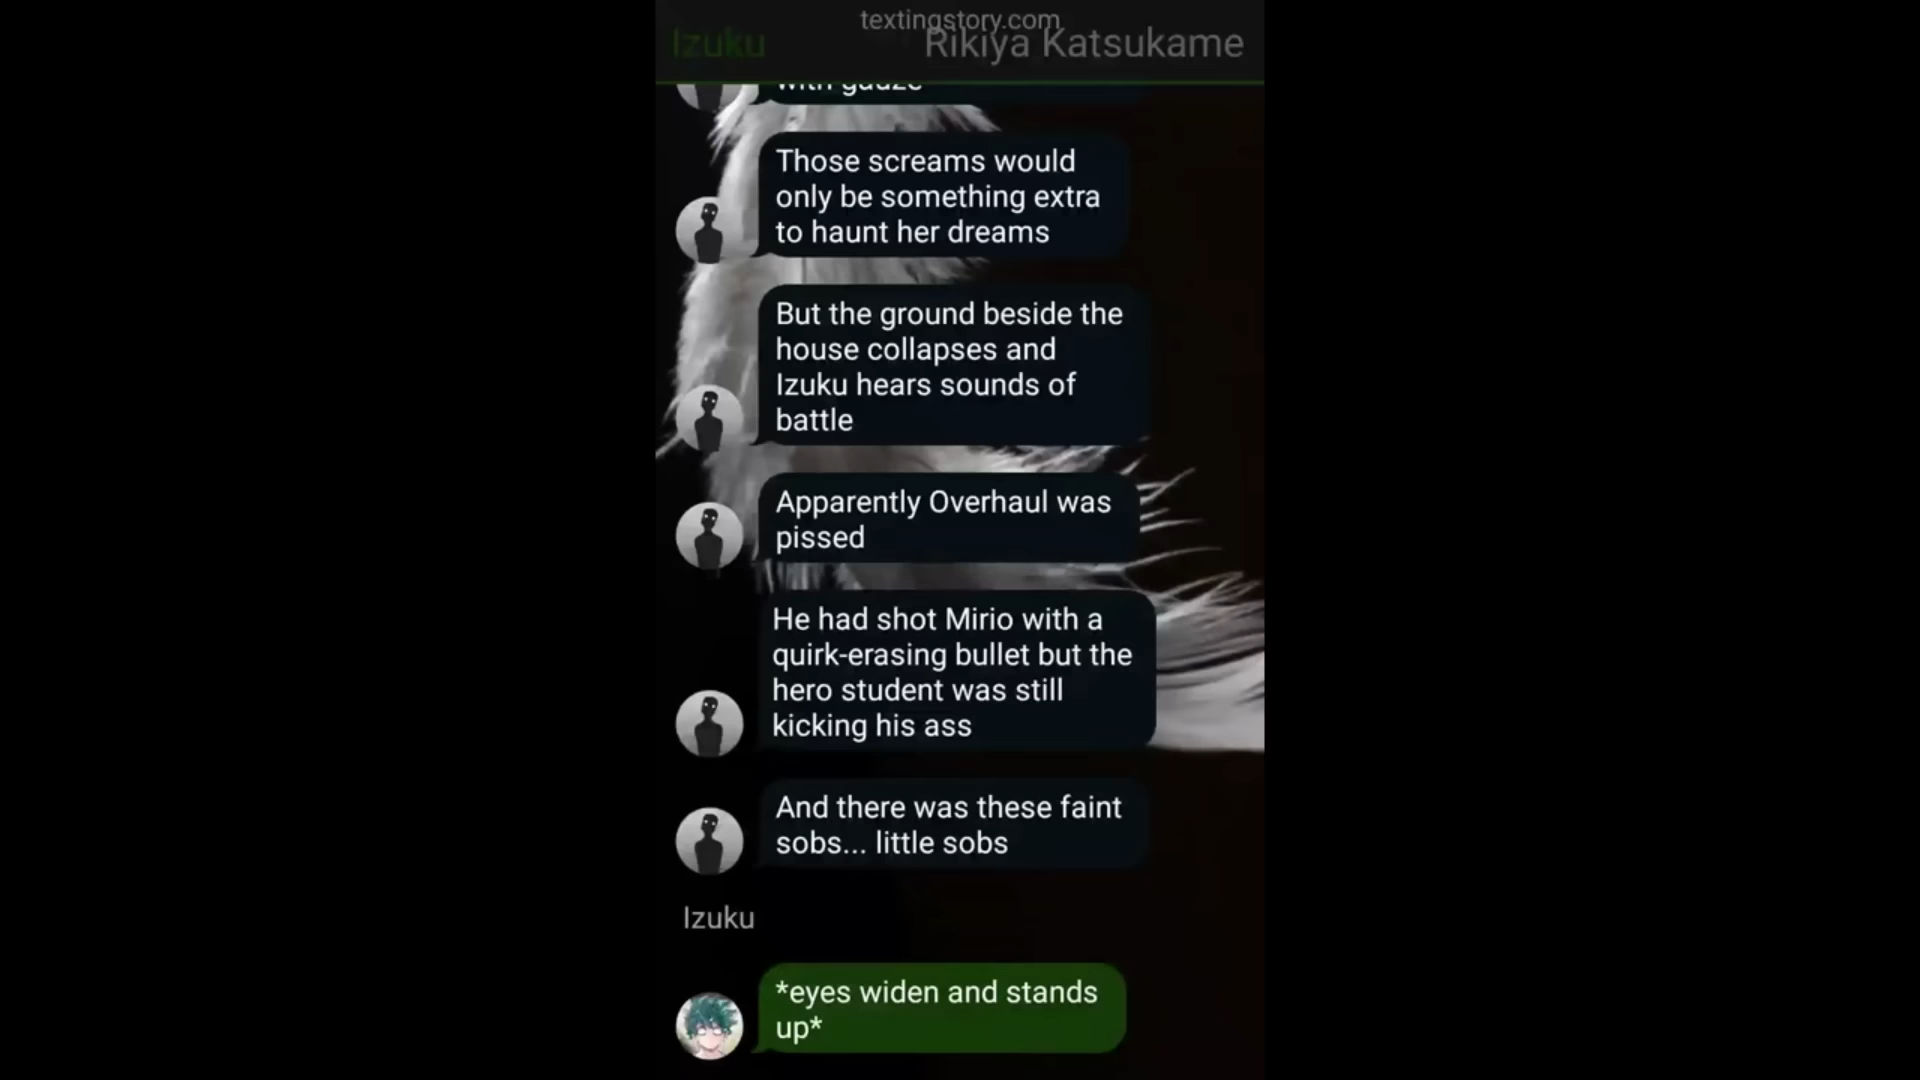 textingstory.com
Izuku Rikiya Katsukame
with gauze
Those screams would
only be something extra
to haunt her dreams
But the ground beside the
house collapses and
Izuku hears sounds of
battle
Apparently Overhaul was
pissed
He had shot Mirio with a
quirk-erasing bullet but the
hero student was still
kicking his ass
And there was these faint
sobs... little sobs
Izuku
*eyes widen and stands
up*